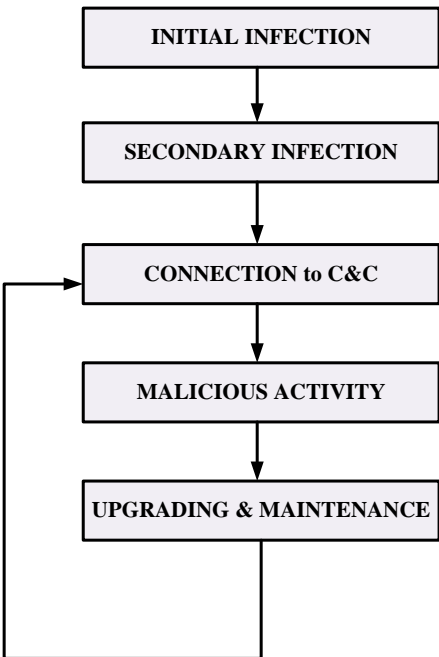 INITIAL INFECTION
SECONDARY INFECTION
CONNECTION to C&C
MALICIOUS ACTIVITY
UPGRADING & MAINTENANCE